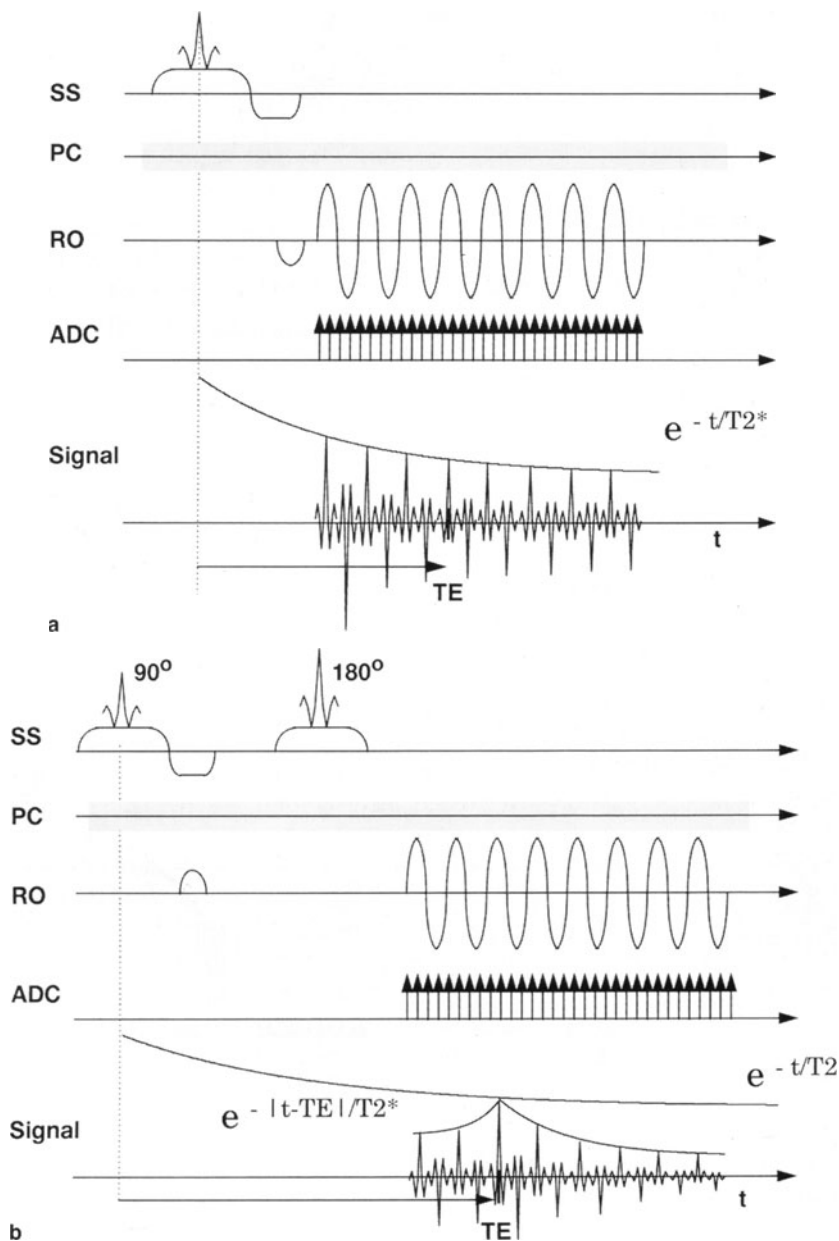 SS
PC
RO
ADC
e - t/T2*
Signal
t
TE
a
90o 180o
SS
PC
RO
ADC
e - t/T2
e - |t-TE|/T2*
Signal
t
TE
b